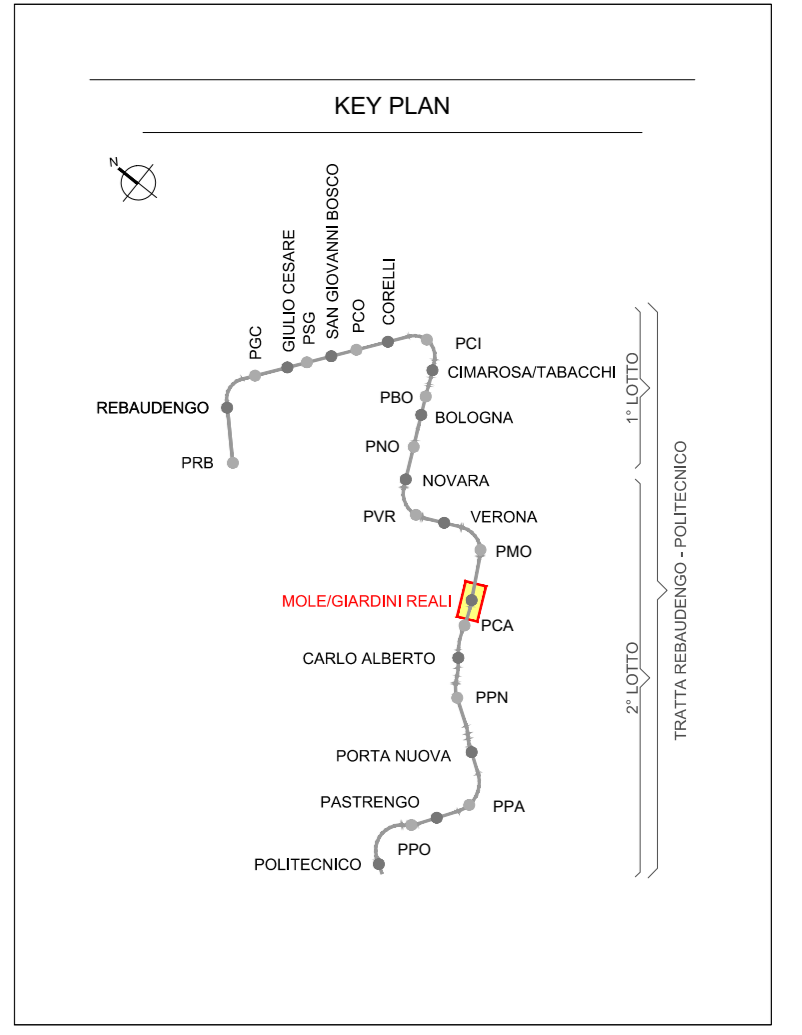 KEY PLAN
N
PGC
GIULIO CESARE
PSG
SAN GIOVANNI BOSCO
PCO
CORELLI
PCI
CIMAROSA/TABACCHI
PBO
REBAUDENGO
BOLOGNA
PNO
PRB
NOVARA
PVR
VERONA
PMO
MOLE/GIARDINI REALI
PCA
CARLO ALBERTO
PPN
PORTA NUOVA
PASTRENGO
PPA
PPO
POLITECNICO
1° LOTTO
2° LOTTO
TRATTA REBAUDENGO - POLITECNICO